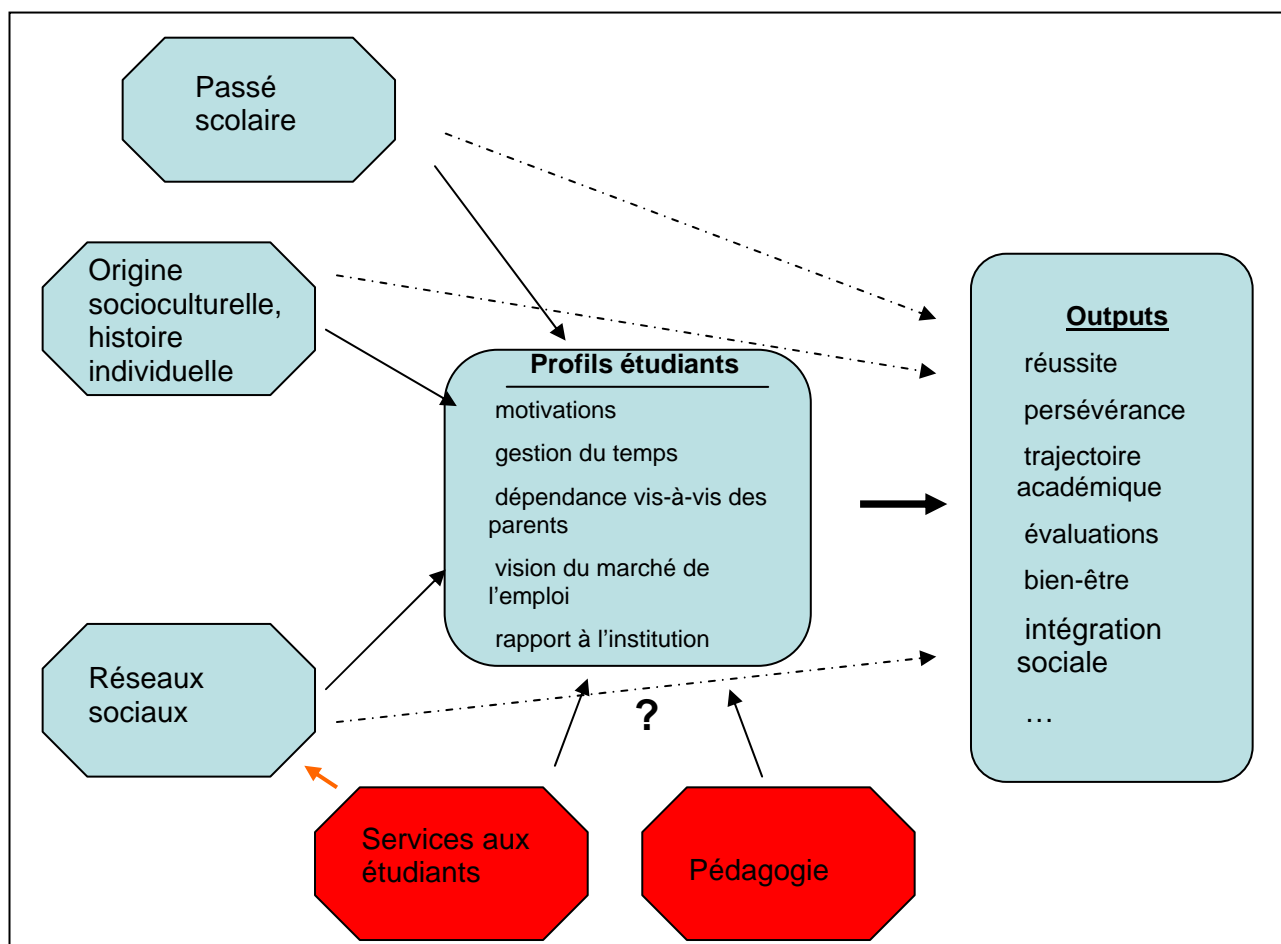 Passé
scolaire
Origine
socioculturelle,
histoire
individuelle
Réseaux
sociaux
Profils étudiants
motivations
gestion du temps
dépendance vis-à-vis des
parents
vision du marché de
l’emploi
rapport à l’institution
?
Services aux
étudiants
Pédagogie
Outputs
réussite
persévérance
trajectoire
académique
évaluations
bien-être
intégration
sociale
…